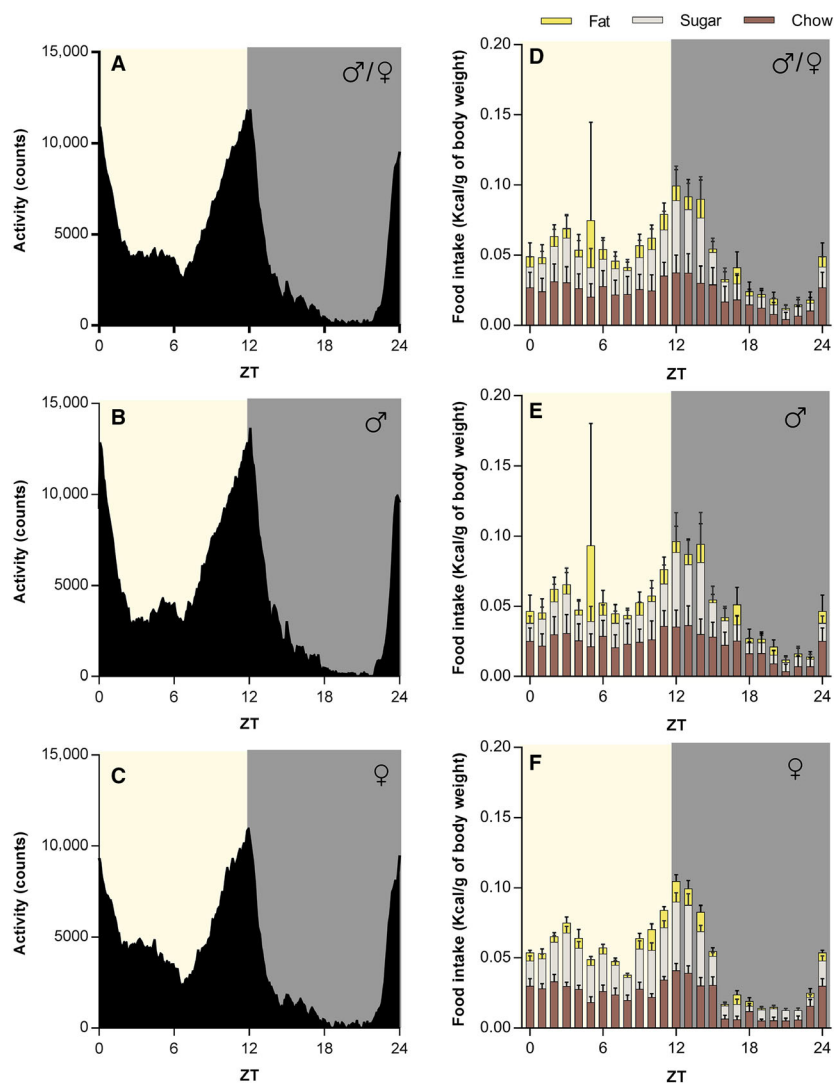 Fat Sugar Chow
A
♂/♀
15,000
10,000
5000
0
Activity (counts)
0 6 12 18 24
ZT
D
♂/♀
0.20
0.15
0.10
0.05
0.00
Food intake (Kcal/g of body weight)
0 6 12 18 24
ZT
B
♂
15,000
10,000
5000
0
Activity (counts)
0 6 12 18 24
ZT
E
♂
0.20
0.15
0.10
0.05
0.00
Food intake (Kcal/g of body weight)
0 6 12 18 24
ZT
C
♀
15,000
10,000
5000
0
Activity (counts)
0 6 12 18 24
ZT
F
♀
0.20
0.15
0.10
0.05
0.00
Food intake (Kcal/g of body weight)
0 6 12 18 24
ZT